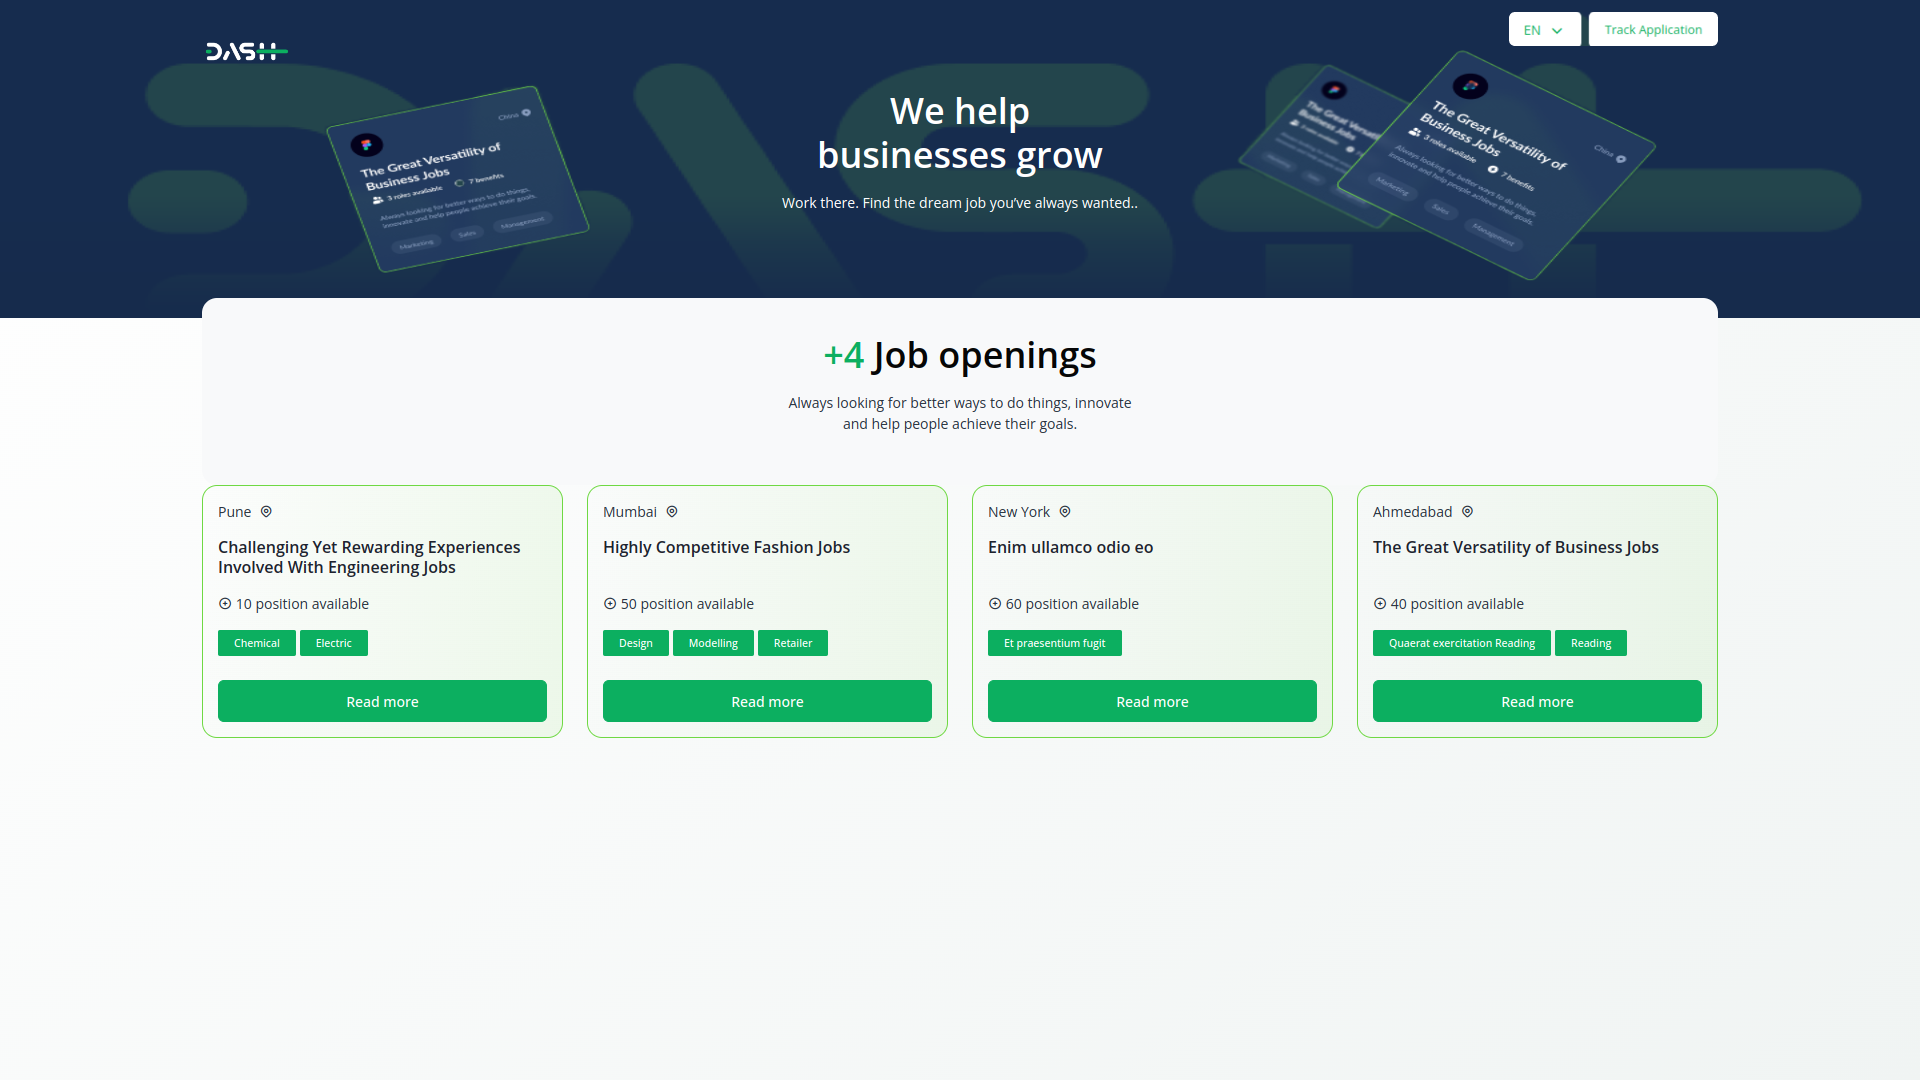 EN
Track Application
DASH
China
The Great Versatility of
Business Jobs
3 roles available
7 benefits
Always looking for better ways to do things,
innovate and help people achieve their goals.
Marketing
Sales
Management
We help
businesses grow
Work there. Find the dream job you’ve always wanted..
The Great Versatil
Business Jobs
China
The Great Versatility of
Business Jobs
3 roles available
7 benefits
Always looking for better ways to do things,
innovate and help people achieve their goals.
Marketing
Sales
Management
+4 Job openings
Always looking for better ways to do things, innovate
and help people achieve their goals.
Pune
Challenging Yet Rewarding Experiences
Involved With Engineering Jobs
10 position available
Chemical Electric
Read more
Mumbai
Highly Competitive Fashion Jobs
50 position available
Design Modelling Retailer
Read more
New York
Enim ullamco odio eo
60 position available
Et praesentium fugit
Read more
Ahmedabad
The Great Versatility of Business Jobs
40 position available
Quaerat exercitation Reading Reading
Read more